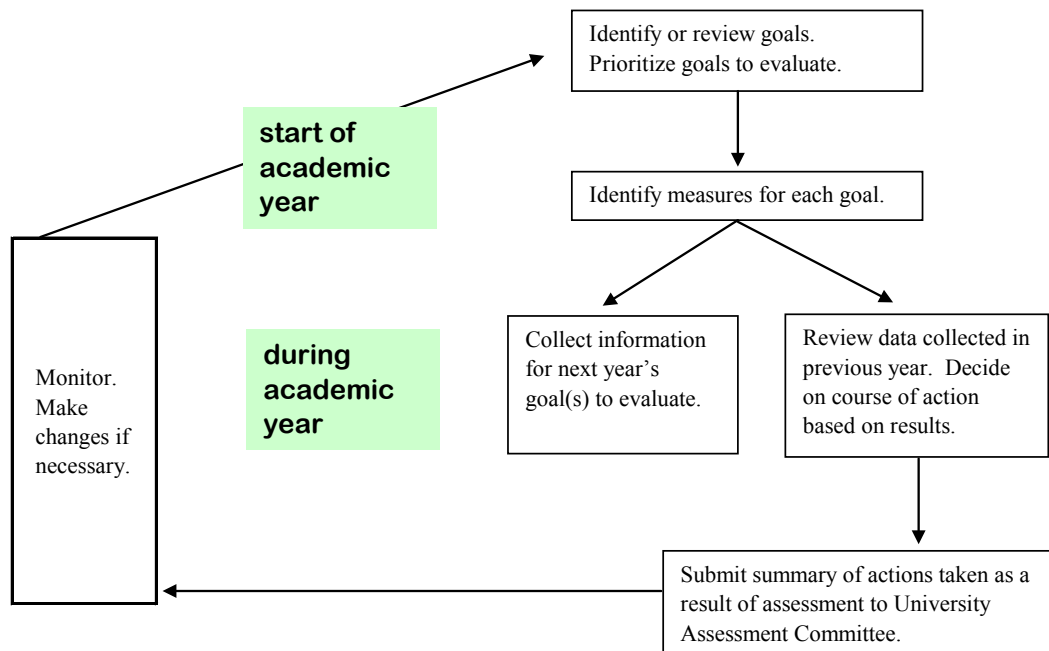 Identify or review goals.
Prioritize goals to evaluate.
start of
academic
year
Identify measures for each goal.
Monitor.
Make
changes if
necessary.
during
academic
year
Collect information
for next year’s
goal(s) to evaluate.
Review data collected in
previous year.  Decide
on course of action
based on results.
Submit summary of actions taken as a
result of assessment to University
Assessment Committee.